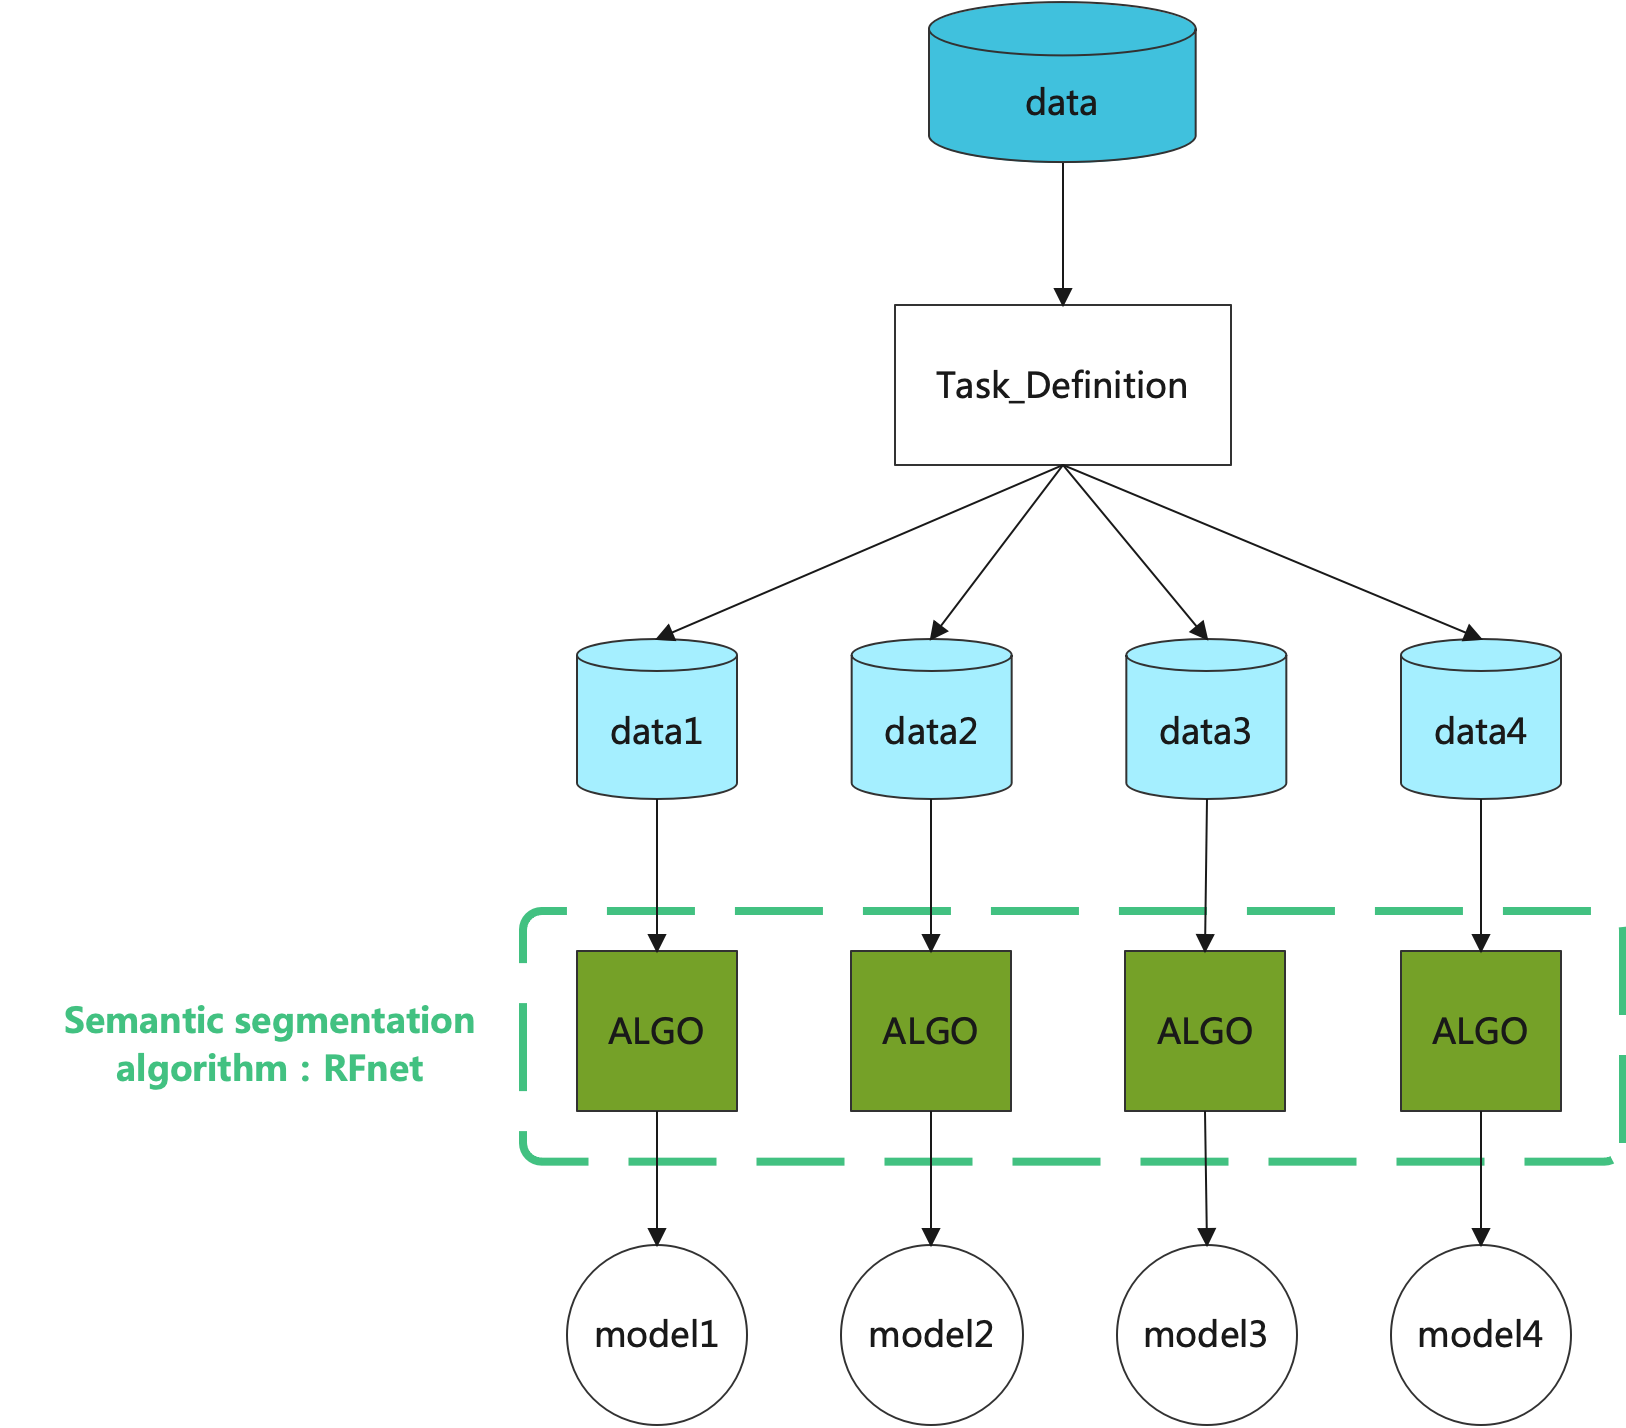 data
Task_Definition
data1
data2
data3
data4
Semantic segmentation
algorithm : RFnet
ALGO
ALGO
ALGO
ALGO
model1
model2
model3
model4